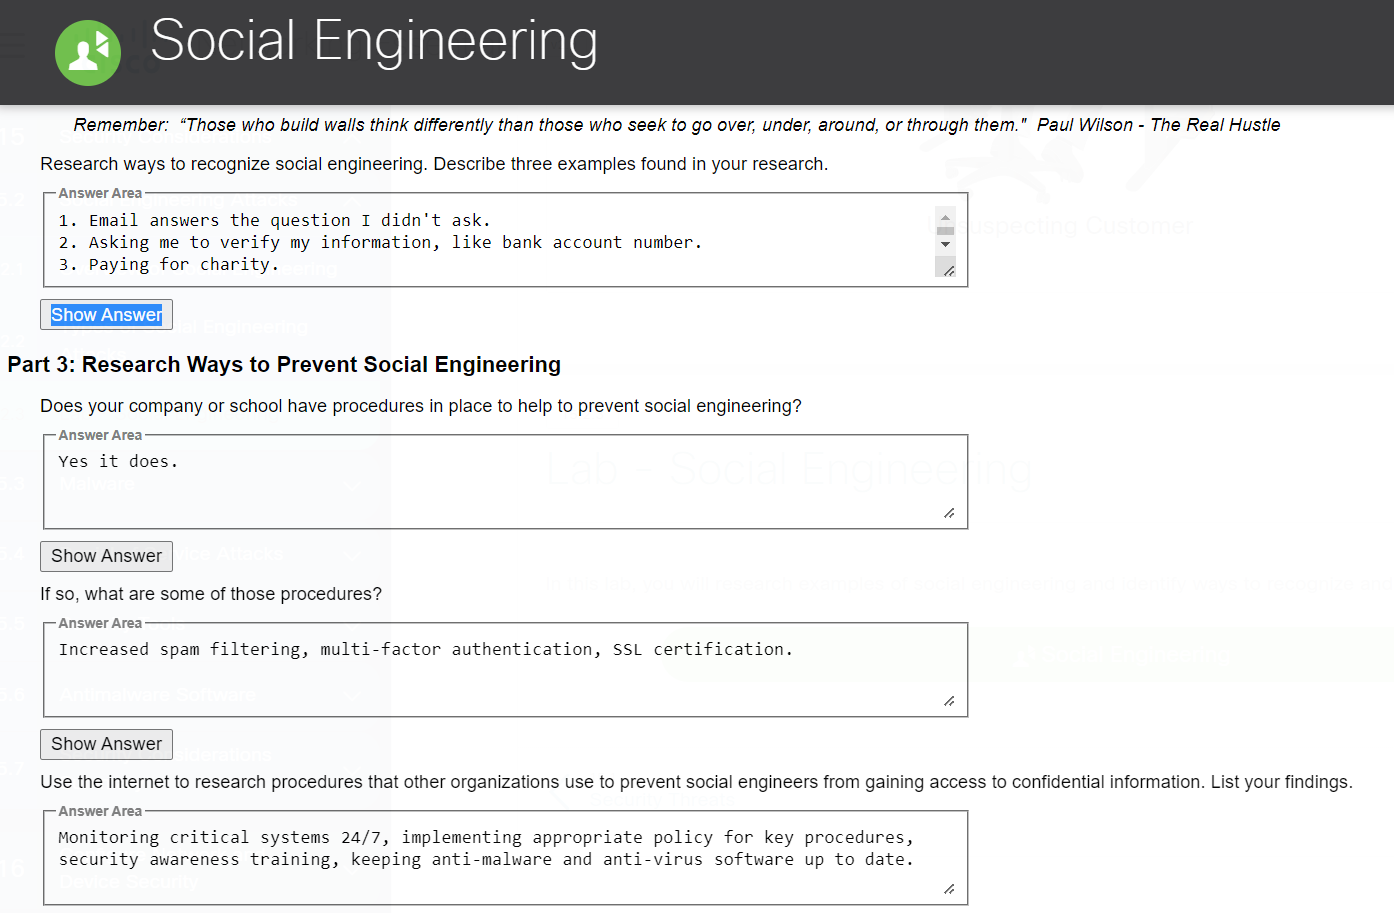 Social Engineering
Remember:  “Those who build walls think differently than those who seek to go over, under, around, or through them."  Paul Wilson - The Real Hustle
Research ways to recognize social engineering. Describe three examples found in your research.
Answer Area
1. Email answers the question I didn't ask.
2. Asking me to verify my information, like bank account number.
3. Paying for charity.
Show Answer
Part 3: Research Ways to Prevent Social Engineering
Does your company or school have procedures in place to help to prevent social engineering?
Answer Area
Yes it does.
Lab - Social Engineering
Show Answer
If so, what are some of those procedures?
Answer Area
Increased spam filtering, multi-factor authentication, SSL certification.
Show Answer
Use the internet to research procedures that other organizations use to prevent social engineers from gaining access to confidential information. List your findings.
Answer Area
Monitoring critical systems 24/7, implementing appropriate policy for key procedures,
security awareness training, keeping anti-malware and anti-virus software up to date.